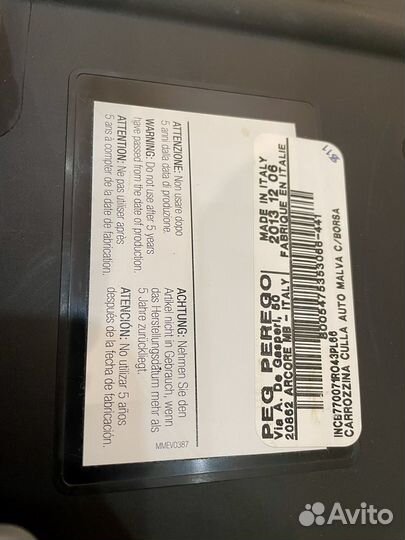 ATTENZIONE: Non usare dopo
5 anni dalla data di produzione.
WARNING: Do not use after 5 years
have passed from the date of production.
ATTENTION: Ne pas utiliser après
5 ans à compter de la date de fabrication.
ACHTUNG: Nehmen Sie den
Artikel nicht in Gebrauch, wenn
das Herstellungsdatum mehr als
5 Jahre zurückliegt.
ATENCIÓN: No utilizar 5 años
después de la fecha de fabricación.
MMEV0387
PEG PEREGO
Via A. De Gasperi, 50
20862 ARCORE MB - ITALY
MADE IN ITALY
2013 12 06
FABRIQUE EN ITALIE
INCB770071RO43PL66
CARROZZINA CULLA AUTO MALVA C/BORSA
Avito